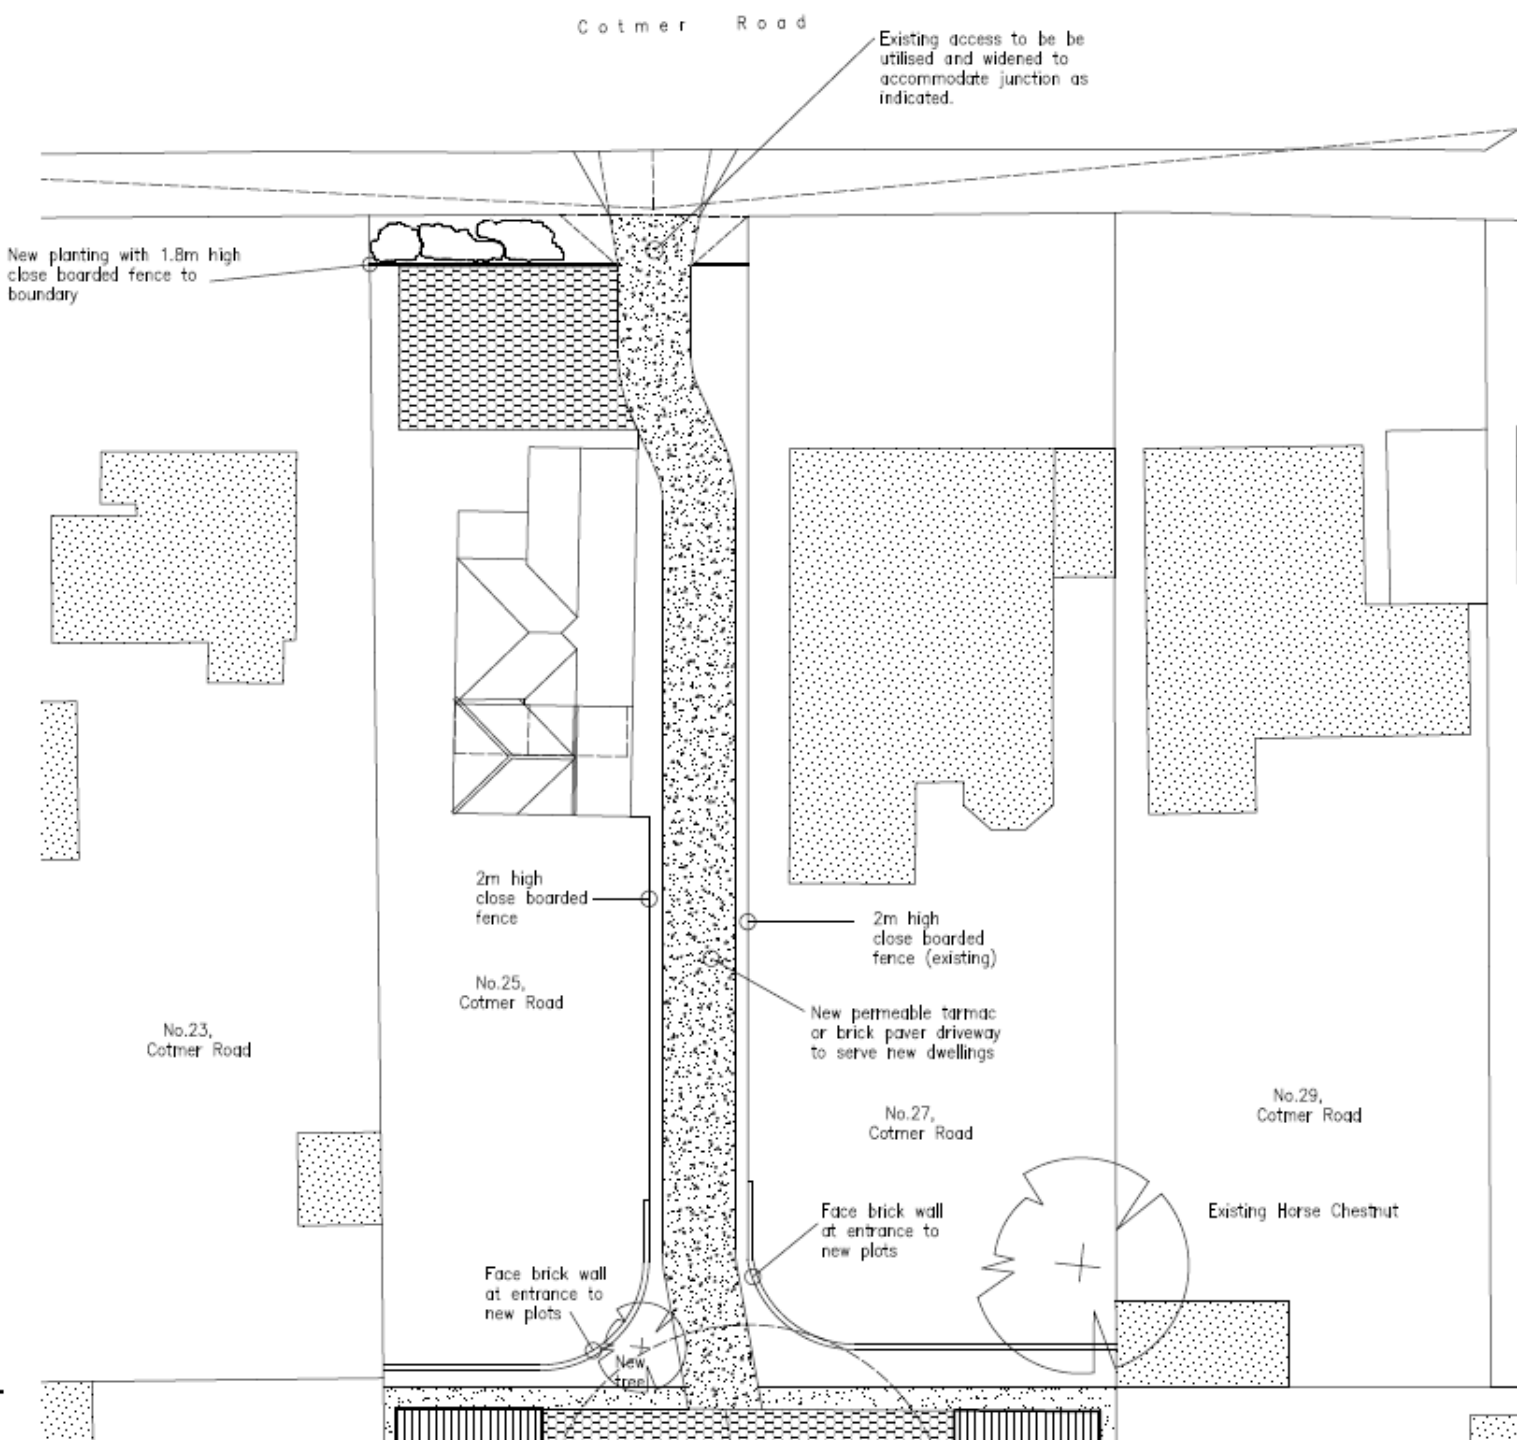 Cotmer Road
Existing access to be be
utilised and widened to
accommodate junction as
indicated.
New planting with 1.8m high
close boarded fence to
boundary
2m high
close boarded
fence
2m high
close boarded
fence (existing)
No.25,
Cotmer Road
New permeable tarmac
or brick paver driveway
to serve new dwellings
No.23,
Cotmer Road
No.27,
Cotmer Road
No.29,
Cotmer Road
Existing Horse Chestnut
Face brick wall
at entrance to
new plots
Face brick wall
at entrance to
new plots
New
tree